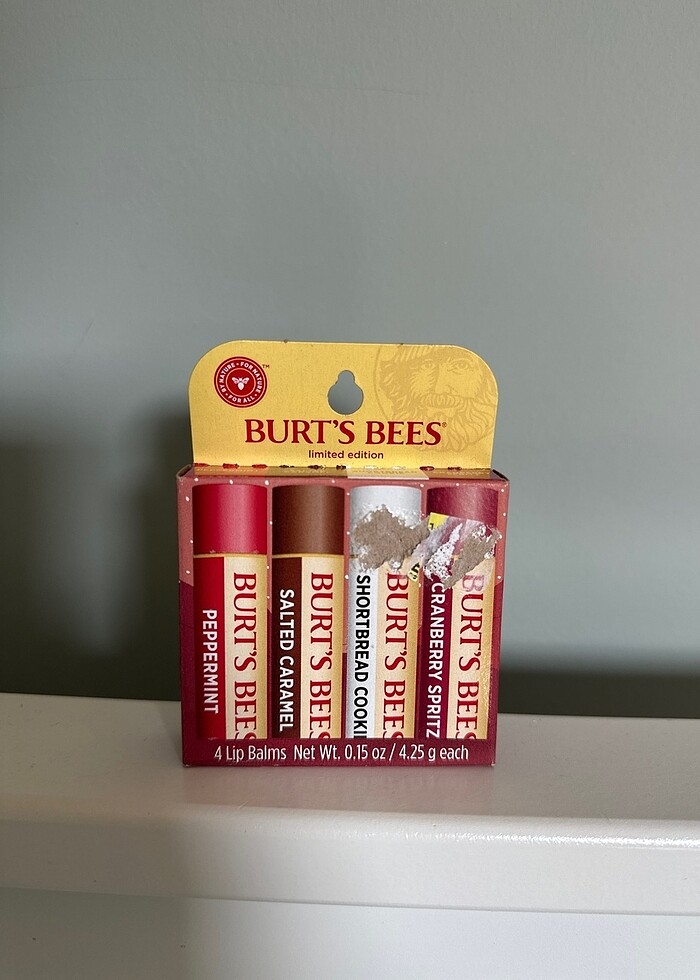 BY NATURE • FOR NATURE • FOR ALL •
™
BURT'S BEES®
limited edition
PEPPERMINT
BURT'S BEES
SALTED CARAMEL
BURT'S BEES
SHORTBREAD COOKI
BURT'S BEES
CRANBERRY SPRITZ
BURT'S BEES
4 Lip Balms Net Wt. 0.15 oz / 4.25 g each